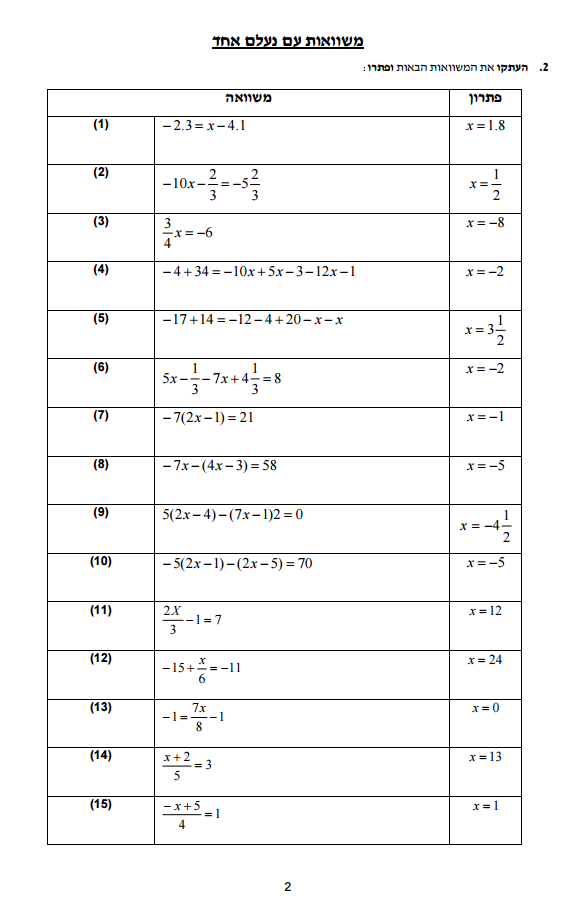 משוואות עם נעלם אחד
2. העתקו את המשוואות הבאות ופתרו :
משוואה פתרון
(1) −2.3 = x − 4.1 x = 1.8
(2) −10x − 2/3 = −5 2/3 x = 1/2
(3) 3/4 x = −6 x = −8
(4) −4 + 34 = −10x + 5x − 3 − 12x − 1 x = −2
(5) −17 + 14 = −12 − 4 + 20 − x − x x = 3 1/2
(6) 5x − 1/3 − 7x + 4 1/3 = 8 x = −2
(7) −7(2x − 1) = 21 x = −1
(8) −7x − (4x − 3) = 58 x = −5
(9) 5(2x − 4) − (7x − 1)2 = 0 x = −4 1/2
(10) −5(2x − 1) − (2x − 5) = 70 x = −5
(11) 2X/3 − 1 = 7 x = 12
(12) −15 + x/6 = −11 x = 24
(13) −1 = 7x/8 − 1 x = 0
(14) (x + 2)/5 = 3 x = 13
(15) (−x + 5)/4 = 1 x = 1
2